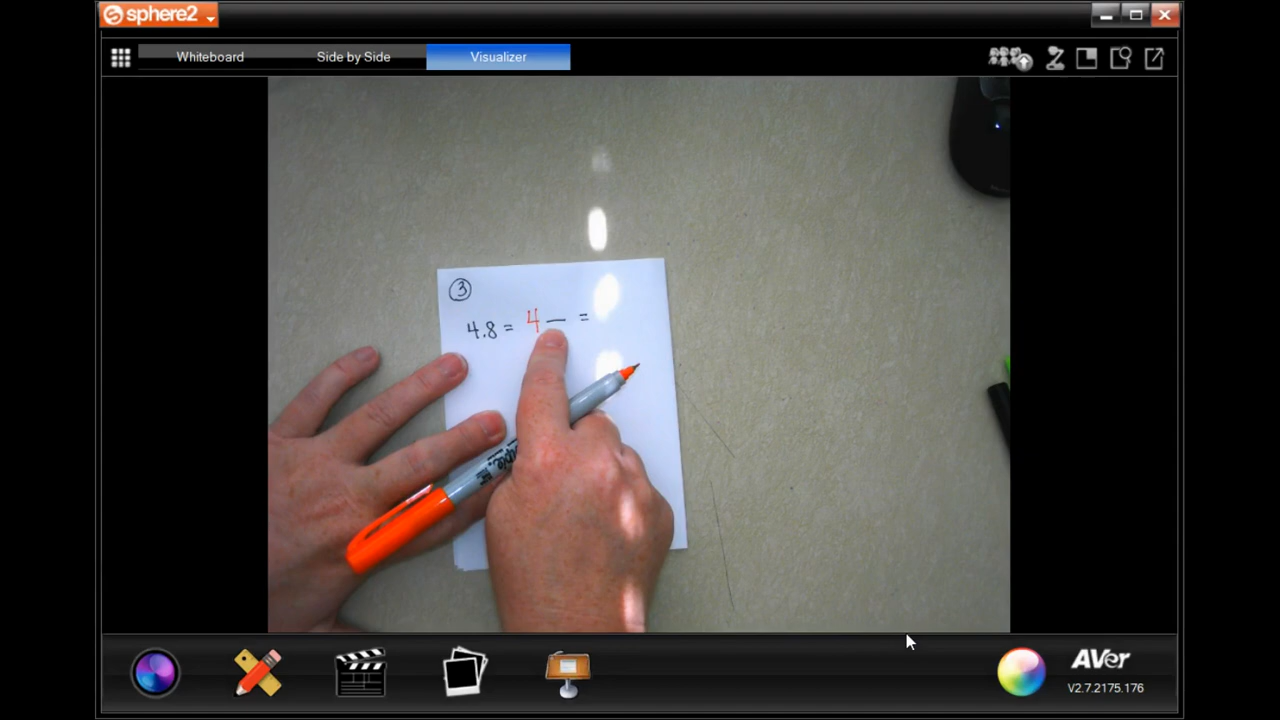 sphere2
Whiteboard Side by Side Visualizer
③
4.8 = 4 — =
AVer
V2.7.2175.176